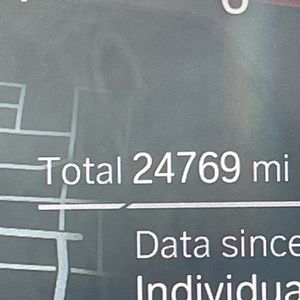 Total 24769 mi
Data since